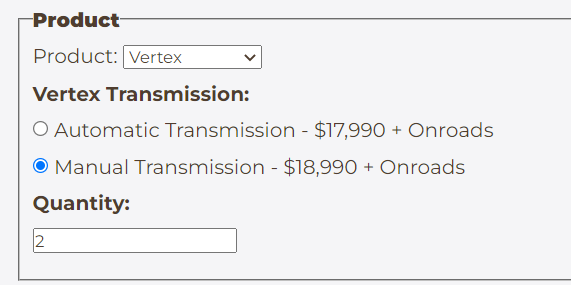 Product
Product: Vertex
Vertex Transmission:
Automatic Transmission - $17,990 + Onroads
Manual Transmission - $18,990 + Onroads
Quantity:
2